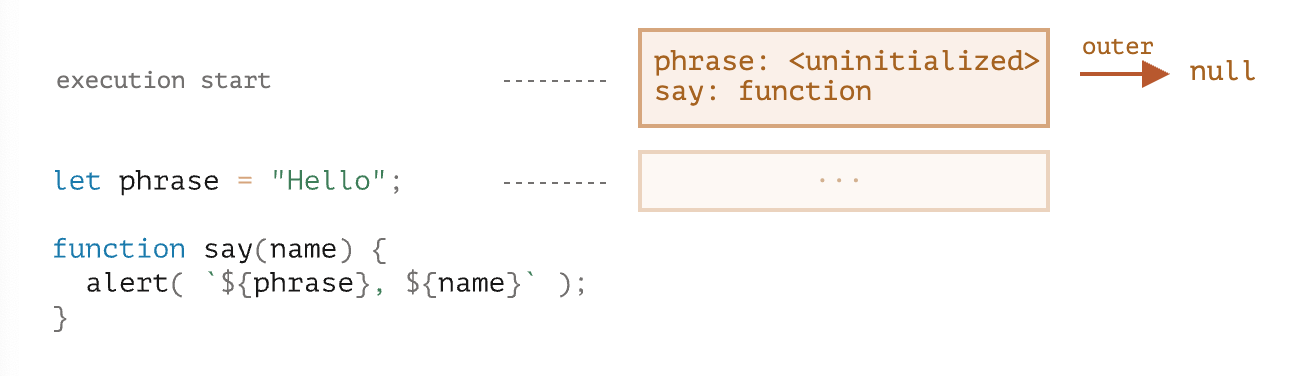 execution start
phrase: <uninitialized>
say: function
outer
null
let phrase = "Hello";
...
function say(name) {
  alert( `${phrase}, ${name}` );
}